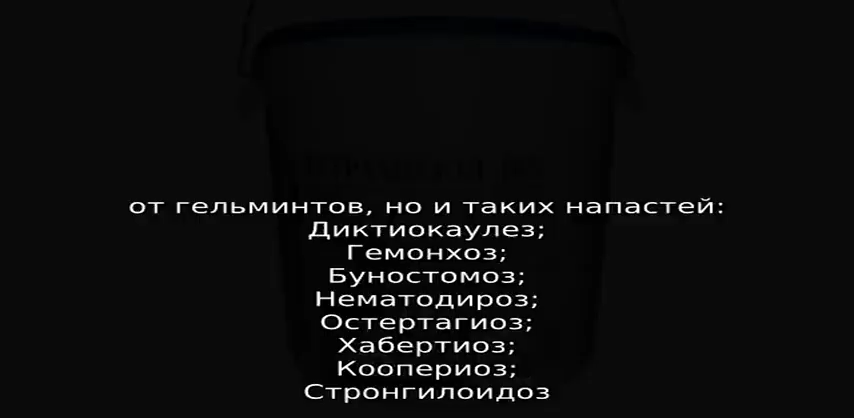 от гельминтов, но и таких напастей:
Диктиокаулез;
Гемонхоз;
Буностомоз;
Нематодироз;
Остертагиоз;
Хабертиоз;
Коопериоз;
Стронгилоидоз